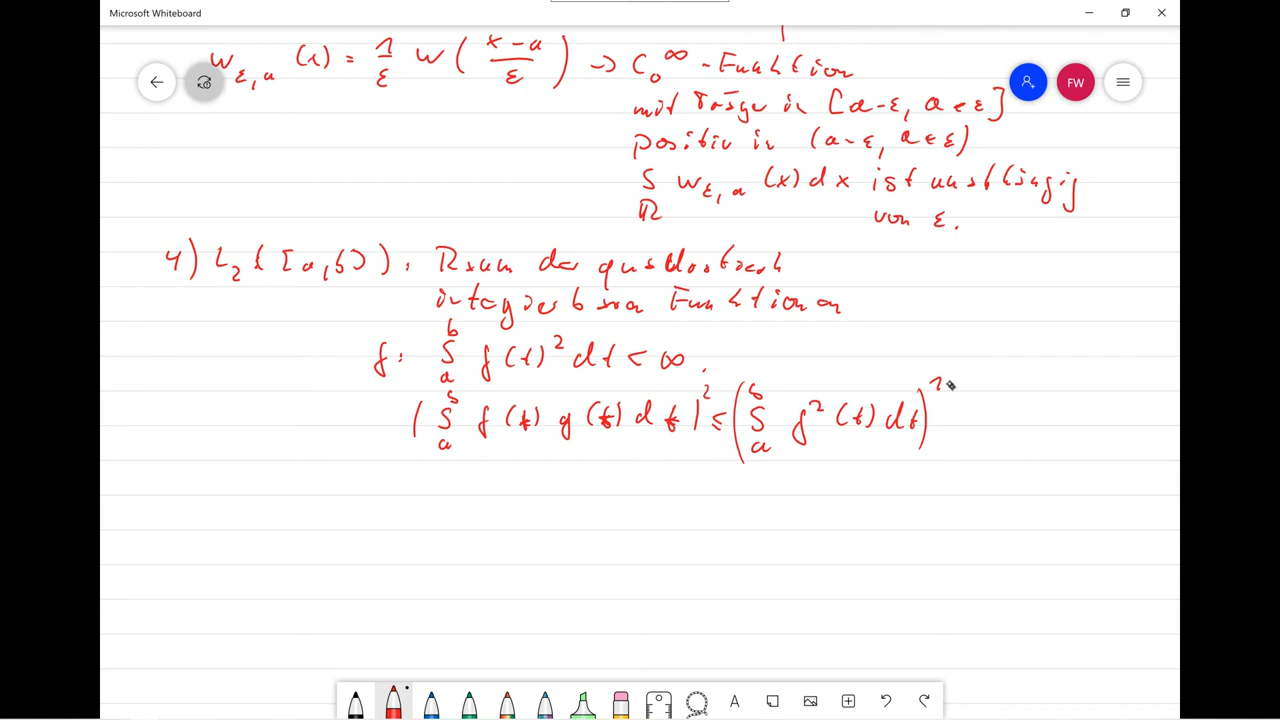 Microsoft Whiteboard
w_{ε,a} (x) = 1/ε w( (x-a)/ε ) → C_0^∞ - Funktion
FW
mit Träger in [a-ε, a+ε]
positiv in (a-ε, a+ε)
∫_ℝ w_{ε,a} (x) dx ist unabhängig
von ε.
4) L_2 ([a,b]): Raum der quadratisch
integrierbaren Funktionen
f: ∫_a^b f(t)^2 dt < ∞.
(∫_a^b f(t) g(t) dt)^2 ≤ (∫_a^b f^2 (t) dt)
A